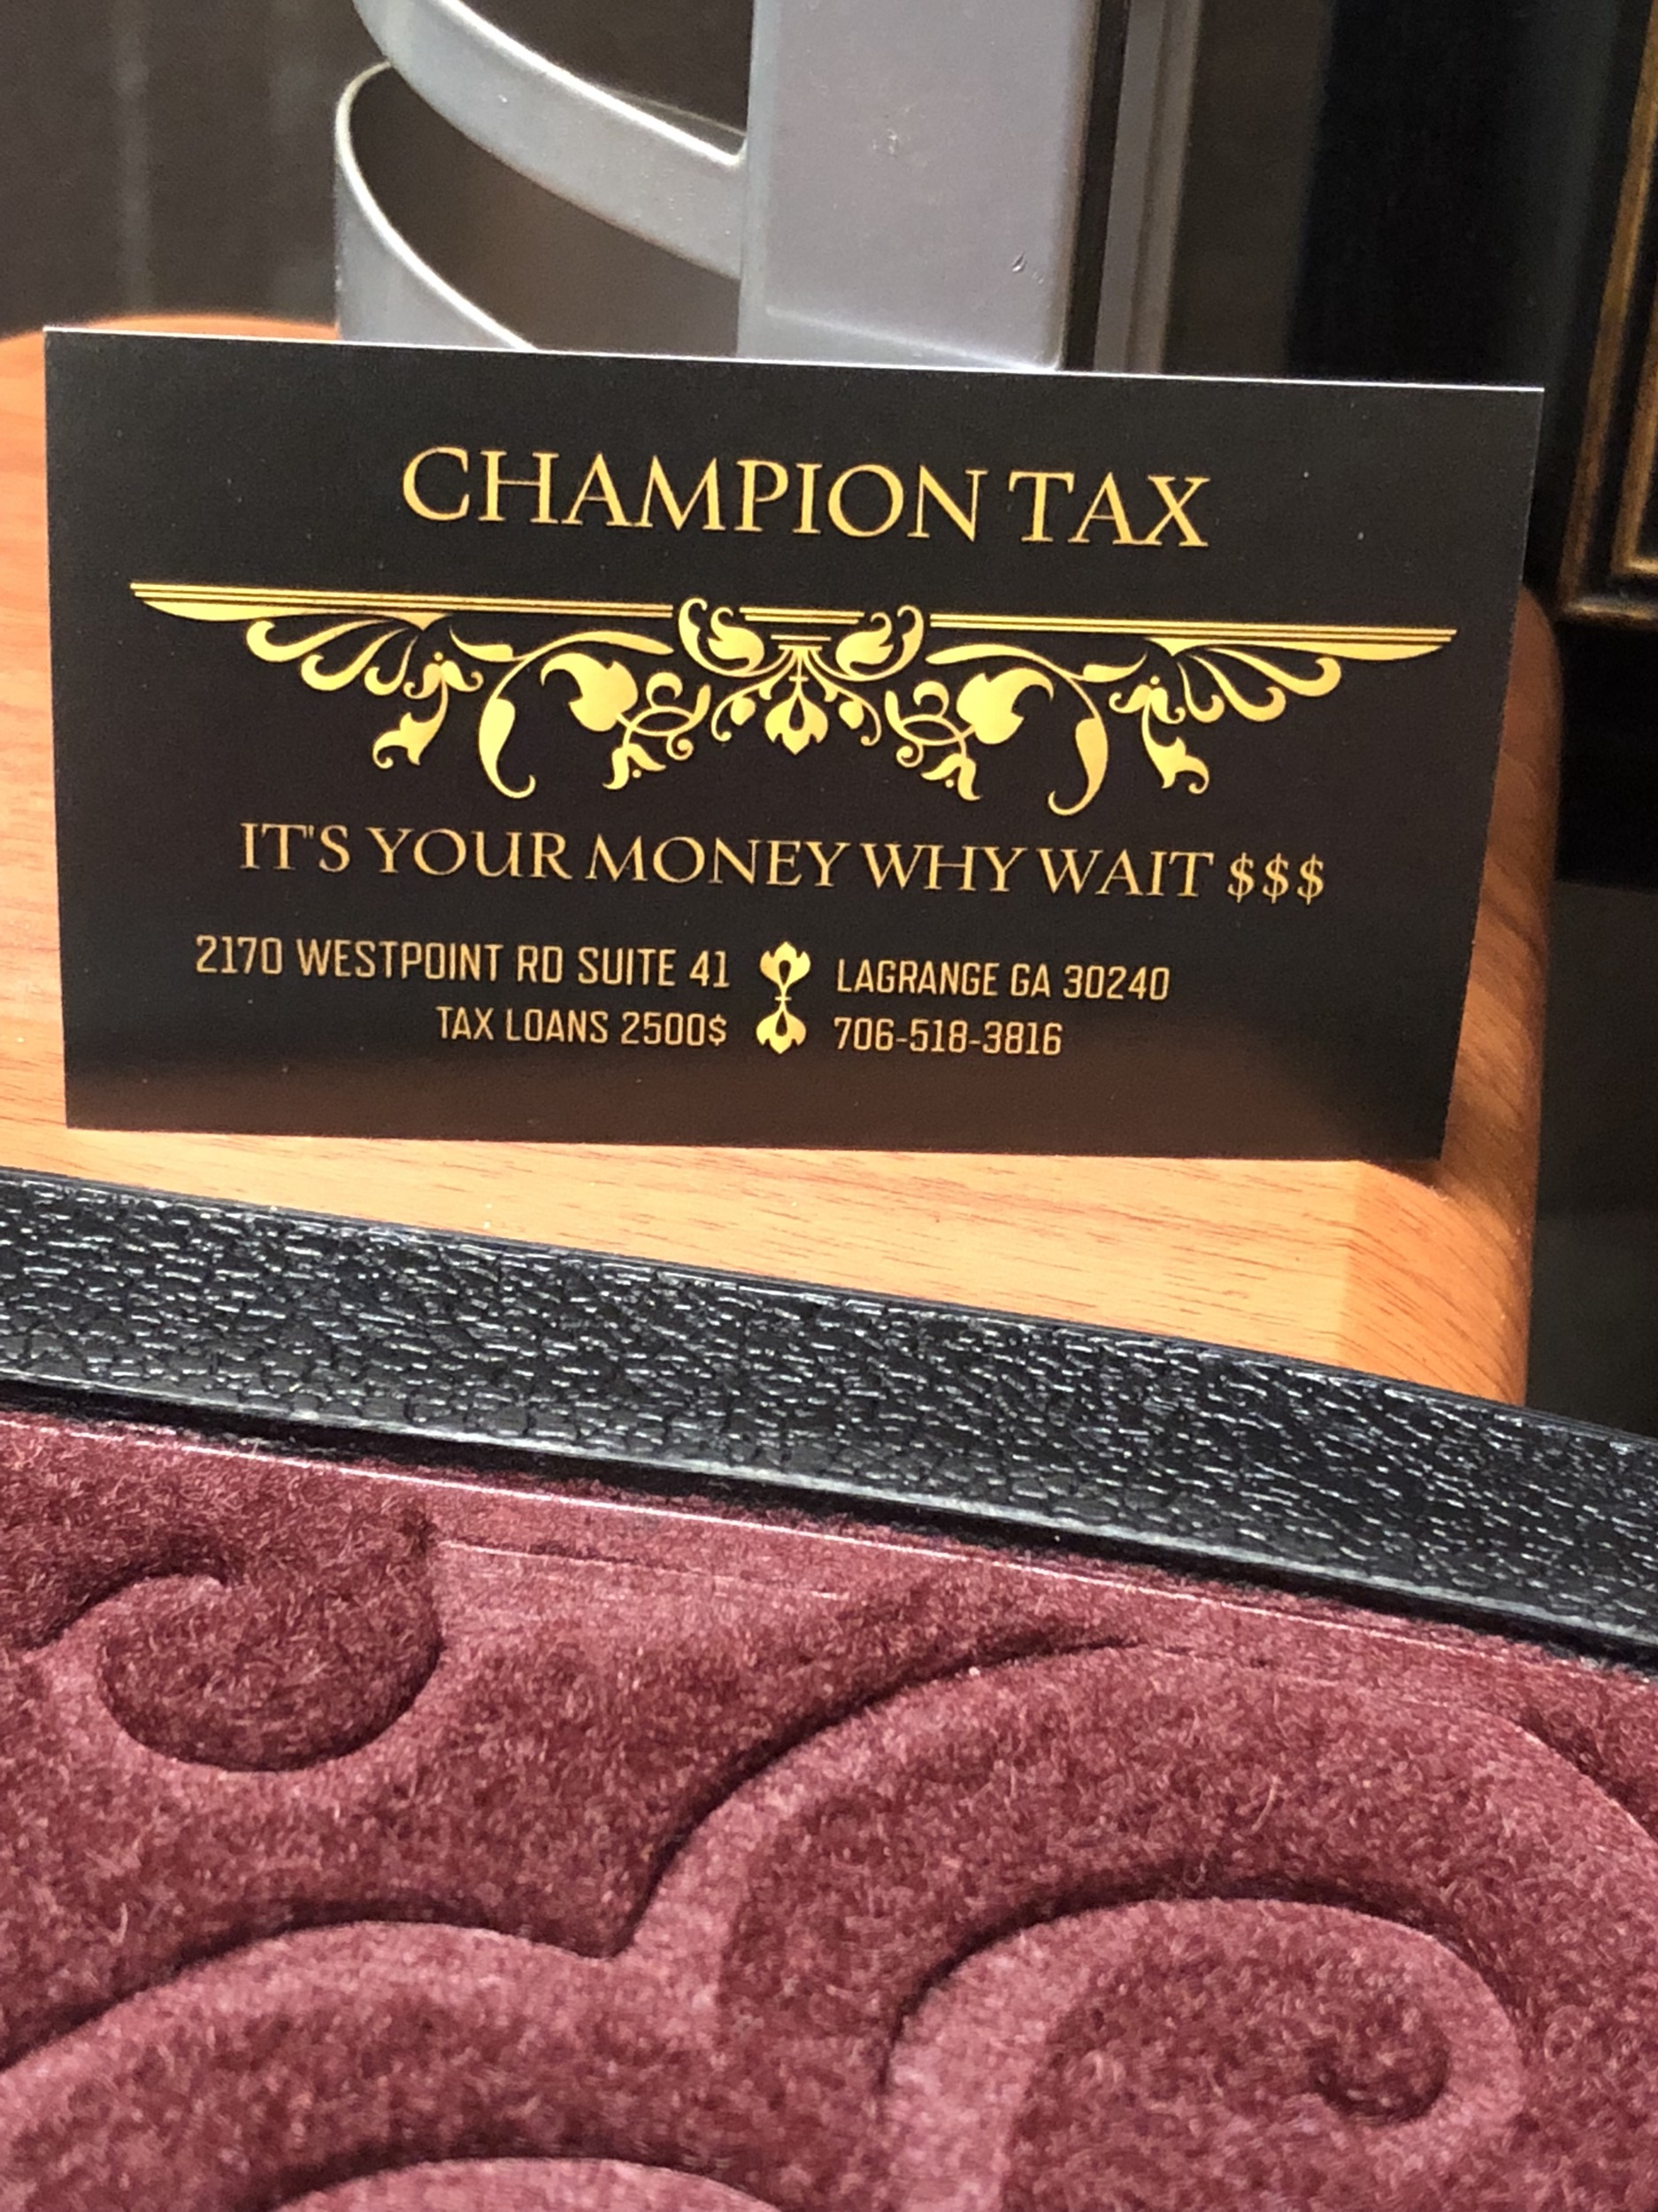 CHAMPION TAX
IT'S YOUR MONEY WHY WAIT $$$
2170 WESTPOINT RD SUITE 41
TAX LOANS 2500$
LAGRANGE GA 30240
706-518-3816